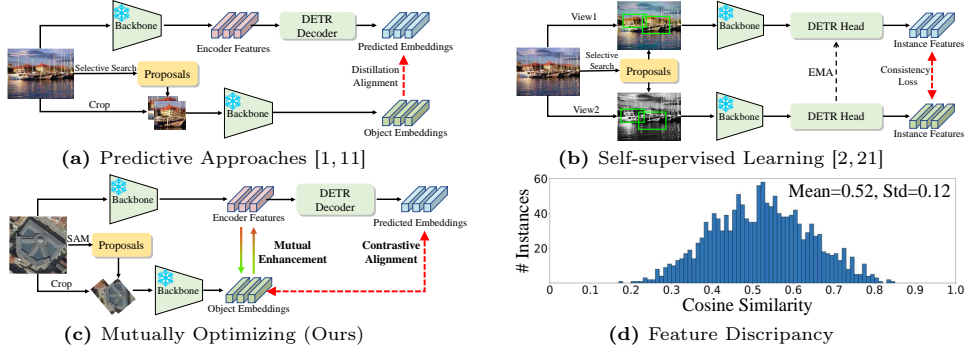 Backbone
Encoder Features
DETR
Decoder
Predicted Embeddings
Selective Search
Proposals
Distillation
Alignment
Crop
Backbone
Object Embeddings
(a) Predictive Approaches [1,11]
View1
Backbone
DETR Head
Instance Features
Selective
Search
Proposals
EMA
Consistency
Loss
View2
Backbone
DETR Head
Instance Features
(b) Self-supervised Learning [2,21]
Backbone
Encoder Features
DETR
Decoder
Predicted Embeddings
SAM
Proposals
Mutual
Enhancement
Contrastive
Alignment
Crop
Backbone
Object Embeddings
(c) Mutually Optimizing (Ours)
60
Mean=0.52, Std=0.12
40
20
# Instances
0 0.1 0.2 0.3 0.4 0.5 0.6 0.7 0.8 0.9 1.0
Cosine Similarity
(d) Feature Discripancy